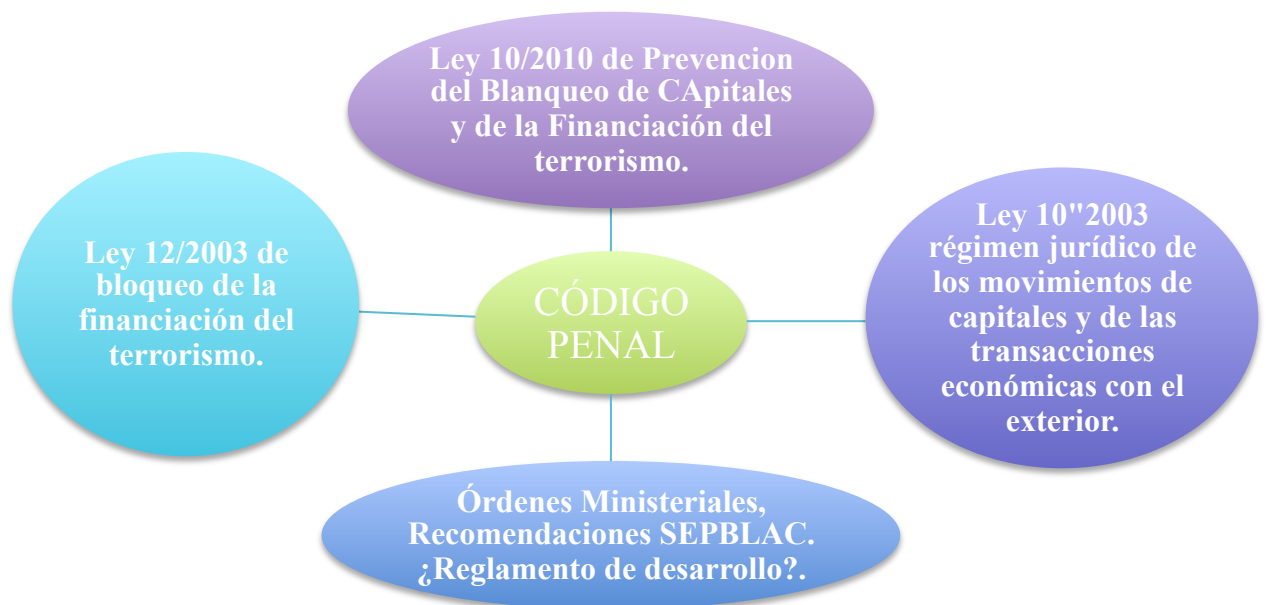 Ley 10/2010 de Prevencion
del Blanqueo de CApitales
y de la Financiación del
terrorismo.
Ley 12/2003 de
bloqueo de la
financiación del
terrorismo.
CÓDIGO
PENAL
Ley 10"2003
régimen jurídico de
los movimientos de
capitales y de las
transacciones
económicas con el
exterior.
Órdenes Ministeriales,
Recomendaciones SEPBLAC.
¿Reglamento de desarrollo?.